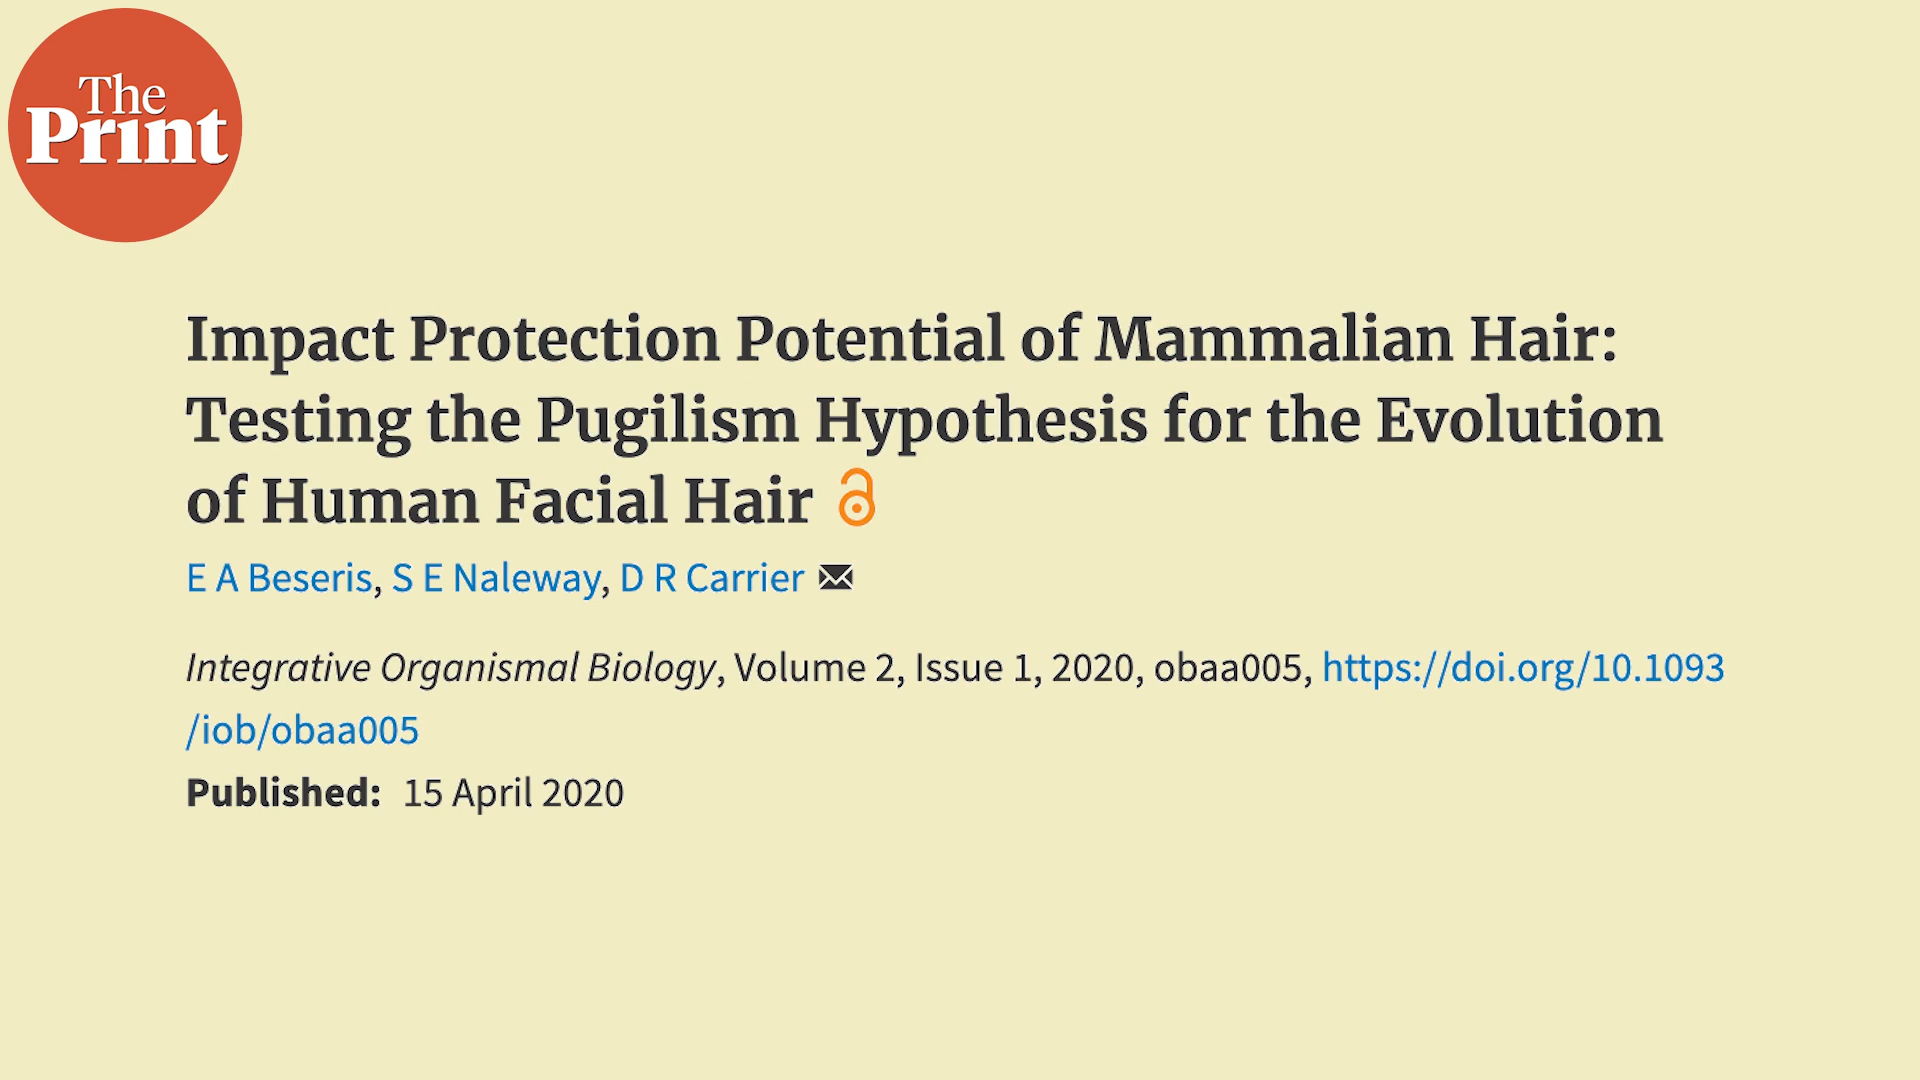 The
Print
Impact Protection Potential of Mammalian Hair:
Testing the Pugilism Hypothesis for the Evolution
of Human Facial Hair
E A Beseris, S E Naleway, D R Carrier
Integrative Organismal Biology, Volume 2, Issue 1, 2020, obaa005, https://doi.org/10.1093
/iob/obaa005
Published: 15 April 2020